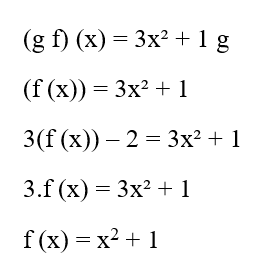 (g f) (x) = 3x² + 1 g
(f (x)) = 3x² + 1
3(f (x)) – 2 = 3x² + 1
3.f (x) = 3x² + 1
f (x) = x² + 1